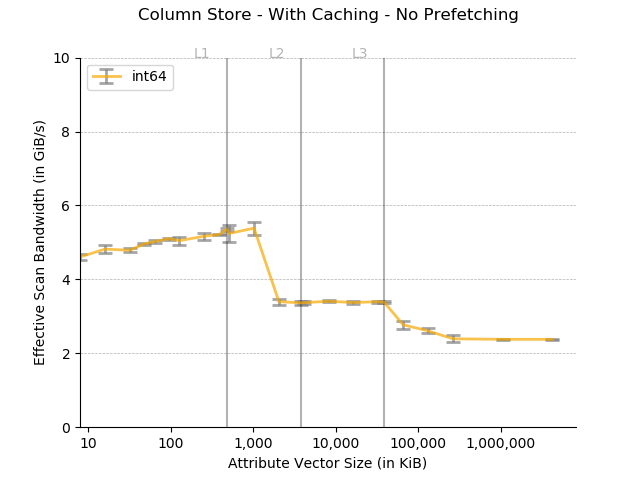 Column Store - With Caching - No Prefetching
L1 L2 L3
int64
Effective Scan Bandwidth (in GiB/s)
10
8
6
4
2
0
10 100 1,000 10,000 100,000 1,000,000
Attribute Vector Size (in KiB)